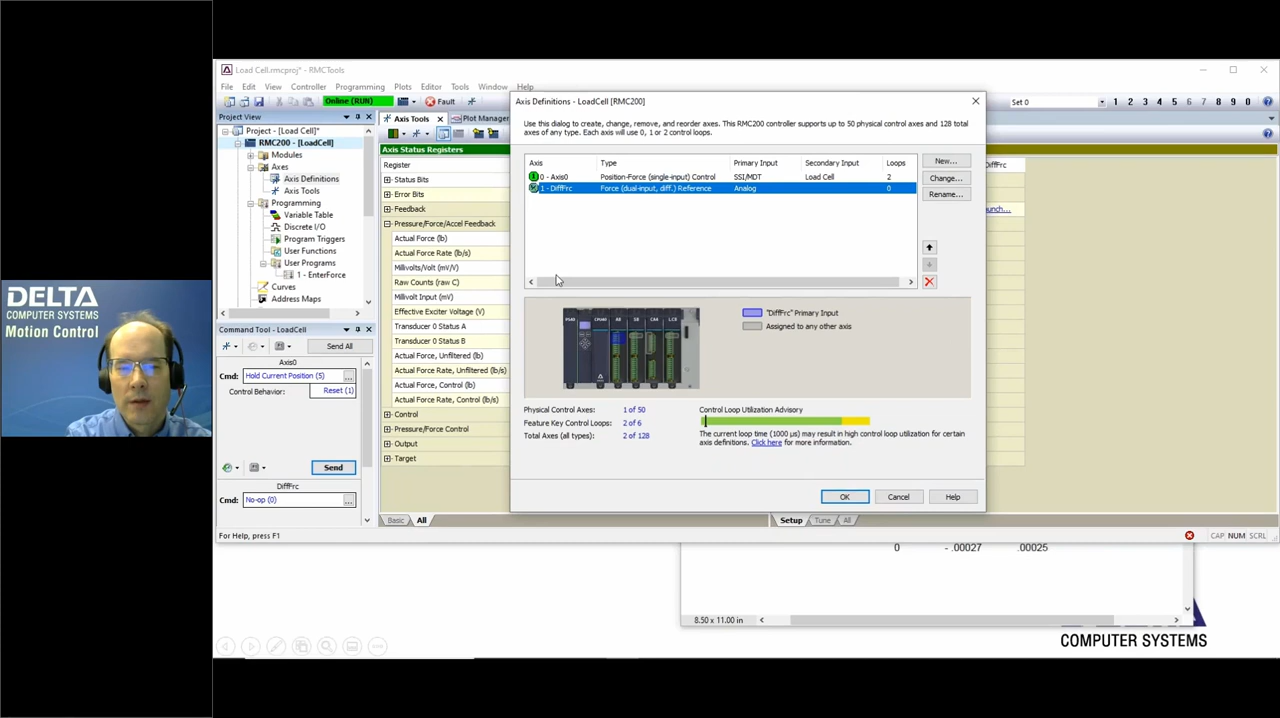 Load Cell.rmcproj* - RMCTools
File Edit View Controller Programming Plots Editor Tools Window Help
Online (RUN) Fault Set 0 1 2 3 4 5 6 7 8 9 0
Project View
Project - [Load Cell]*
RMC200 - [LoadCell]
Modules
Axes
Axis Definitions
Axis Tools
Programming
Variable Table
Discrete I/O
Program Triggers
User Functions
User Programs
1 - EnterForce
Curves
Address Maps
Command Tool - LoadCell
Send All
Axis0
Cmd: Hold Current Position (5) ...
Control Behavior: Reset (1)
Send
DiffFrc
Cmd: No-op (0) ...
For Help, press F1
Axis Tools Plot Manager
Axis Status Registers
Register
Status Bits
Error Bits
Feedback
Pressure/Force/Accel Feedback
Actual Force (lb)
Actual Force Rate (lb/s)
Millivolts/Volt (mV/V)
Raw Counts (raw C)
Millivolt Input (mV)
Effective Exciter Voltage (V)
Transducer 0 Status A
Transducer 0 Status B
Actual Force, Unfiltered (lb)
Actual Force Rate, Unfiltered (lb/s)
Actual Force, Control (lb)
Actual Force Rate, Control (lb/s)
Control
Pressure/Force Control
Output
Target
Basic All
Setup Tune All
DiffFrc
unch...
Axis Definitions - LoadCell [RMC200]
Use this dialog to create, change, remove, and reorder axes. This RMC200 controller supports up to 50 physical control axes and 128 total
axes of any type. Each axis will use 0, 1 or 2 control loops.
Axis Type Primary Input Secondary Input Loops
0 - Axis0 Position-Force (single-input) Control SSI/MDT Load Cell 2
1 - DiffFrc Force (dual-input, diff.) Reference Analog 0
New...
Change...
Rename...
"DiffFrc" Primary Input
Assigned to any other axis
Physical Control Axes: 1 of 50
Feature Key Control Loops: 2 of 6
Total Axes (all types): 2 of 128
Control Loop Utilization Advisory
The current loop time (1000 µs) may result in high control loop utilization for certain
axis definitions. Click here for more information.
OK Cancel Help
CAP NUM SCRL
0 - .00027 .00025
8.50 x 11.00 in
COMPUTER SYSTEMS
DELTA
COMPUTER SYSTEMS
Motion Control